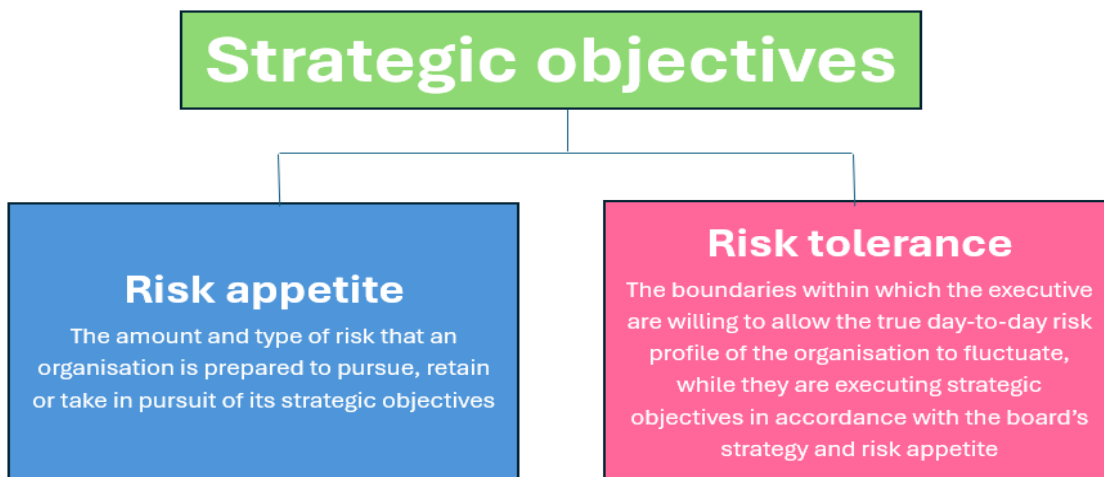 Strategic objectives
Risk appetite
The amount and type of risk that an
organisation is prepared to pursue, retain
or take in pursuit of its strategic objectives
Risk tolerance
The boundaries within which the executive
are willing to allow the true day-to-day risk
profile of the organisation to fluctuate,
while they are executing strategic
objectives in accordance with the board’s
strategy and risk appetite